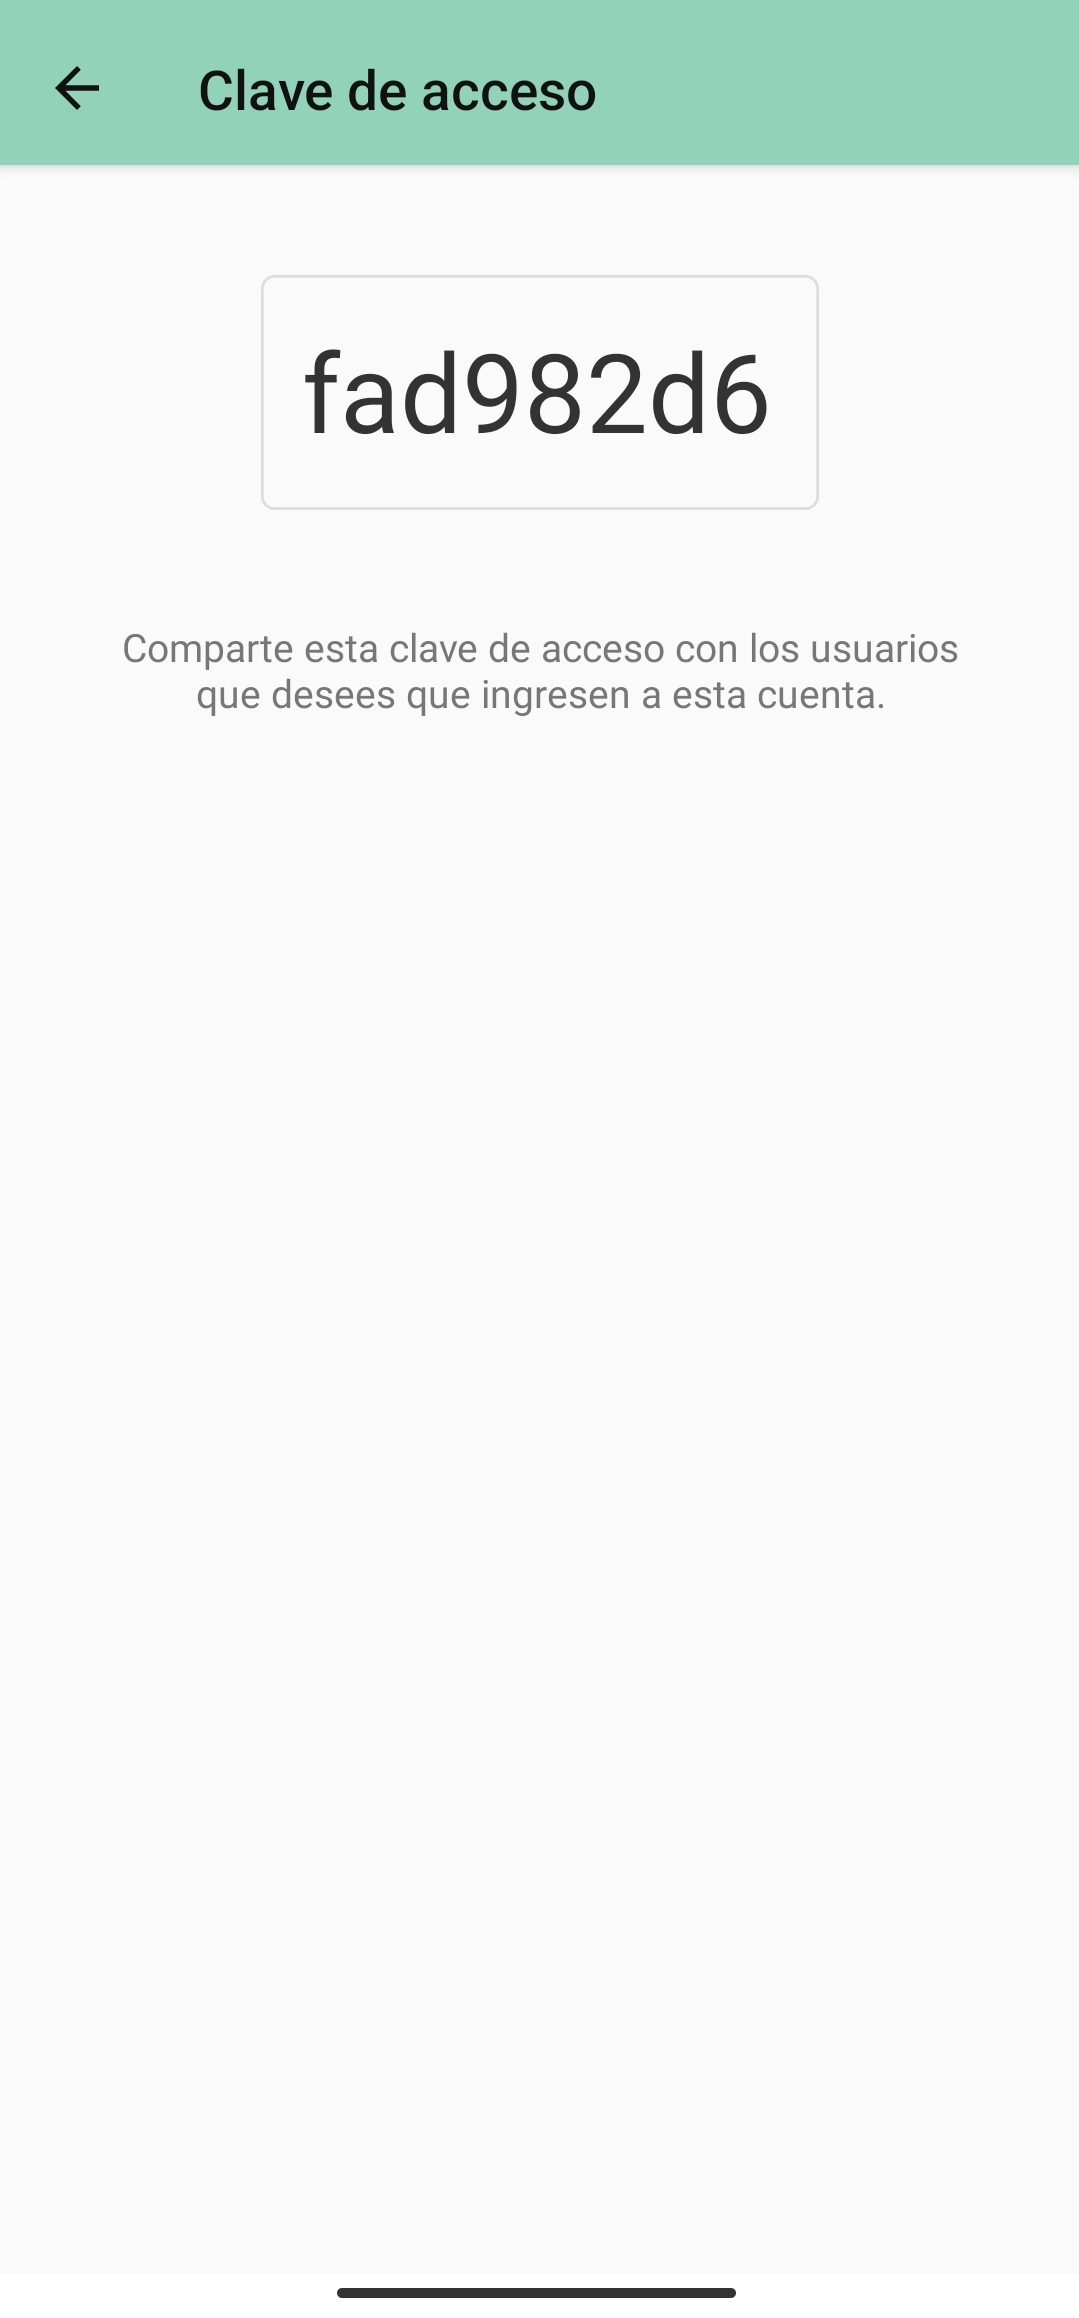 Clave de acceso
fad982d6
Comparte esta clave de acceso con los usuarios
que desees que ingresen a esta cuenta.